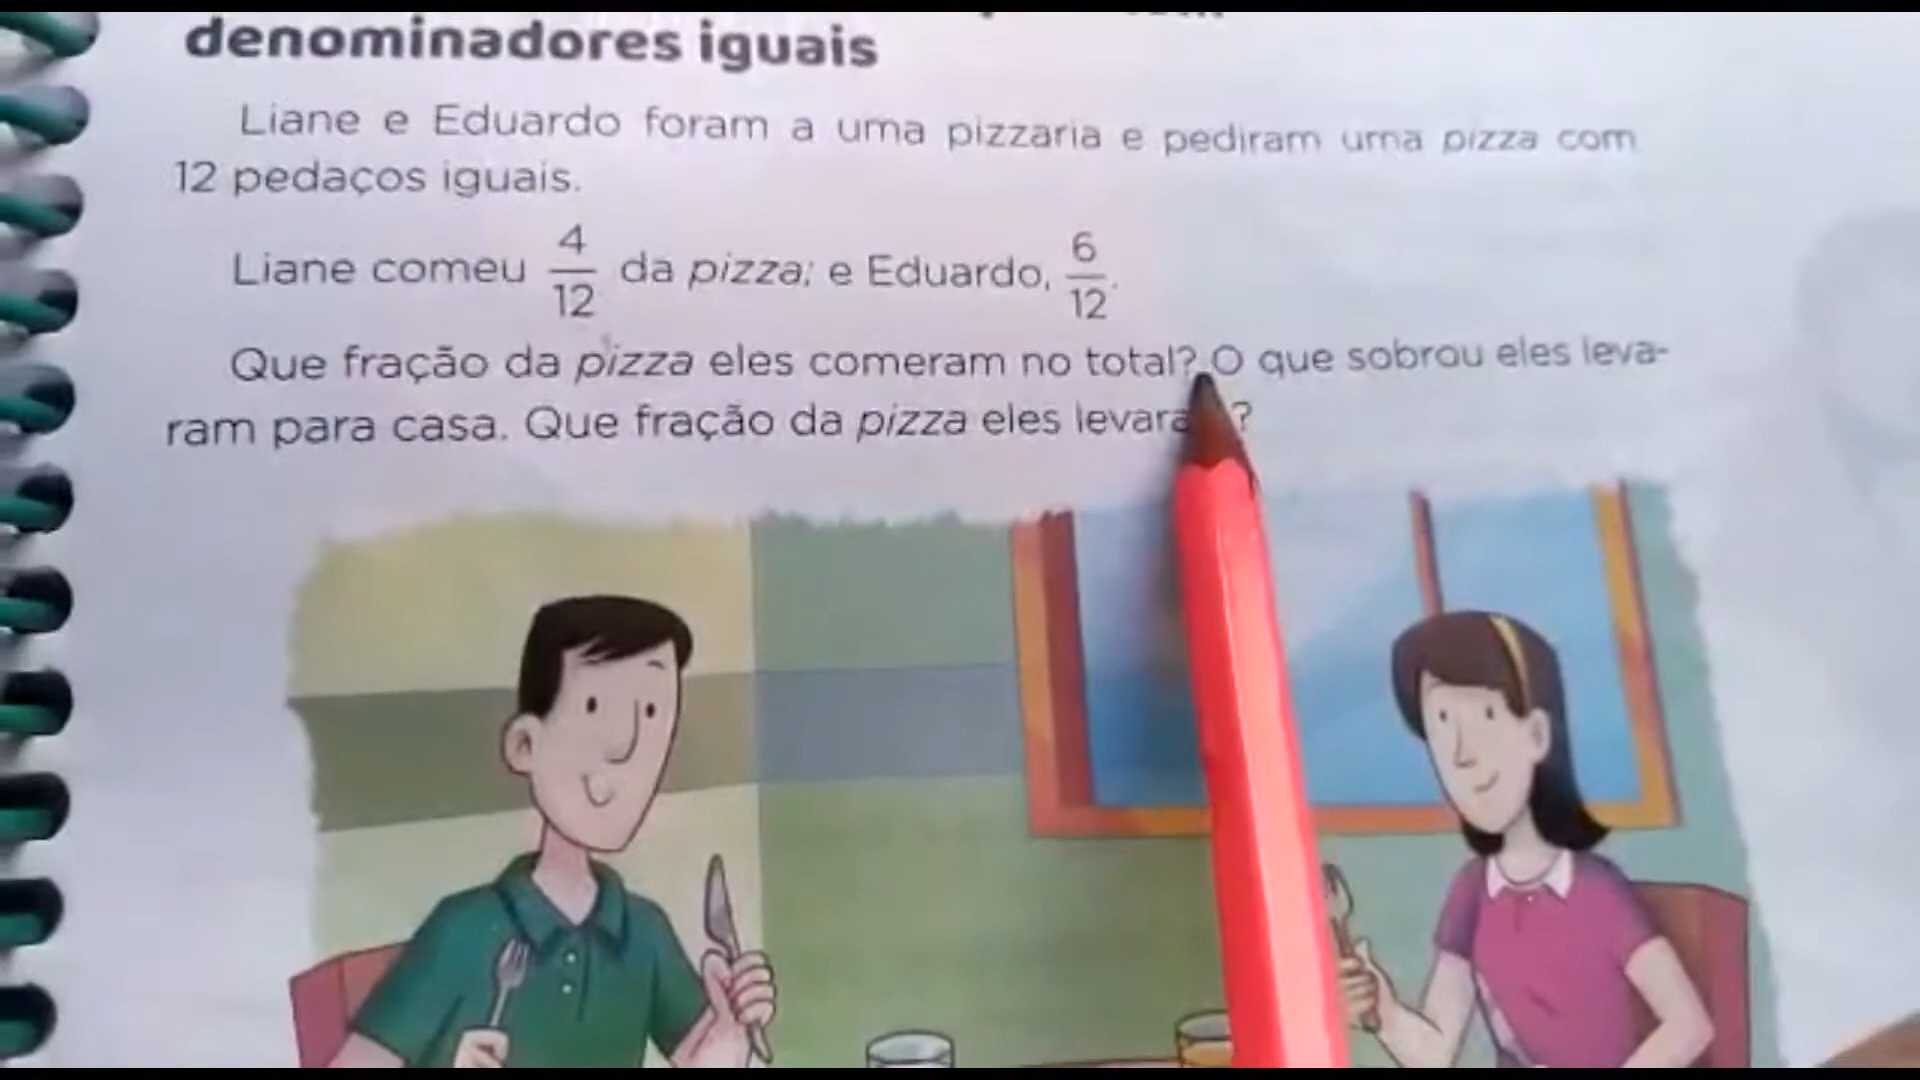 denominadores iguais
Liane e Eduardo foram a uma pizzaria e pediram uma pizza com
12 pedaços iguais.
Liane comeu 4/12 da pizza; e Eduardo, 6/12.
Que fração da pizza eles comeram no total? O que sobrou eles leva-
ram para casa. Que fração da pizza eles ?